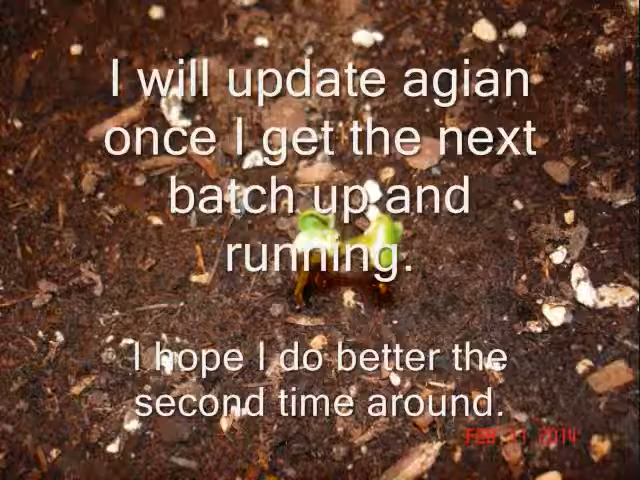 I will update agian
once I get the next
batch up and
running.
I hope I do better the
second time around.